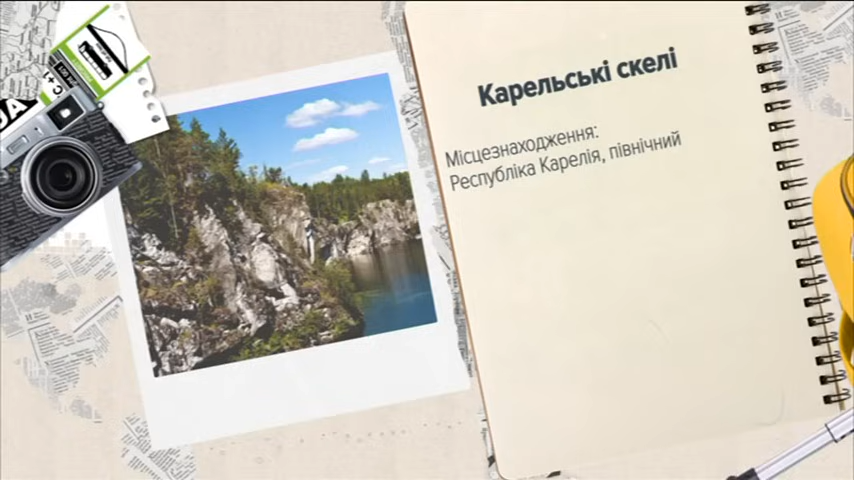 Карельські скелі
Місцезнаходження:
Республіка Карелія, північний